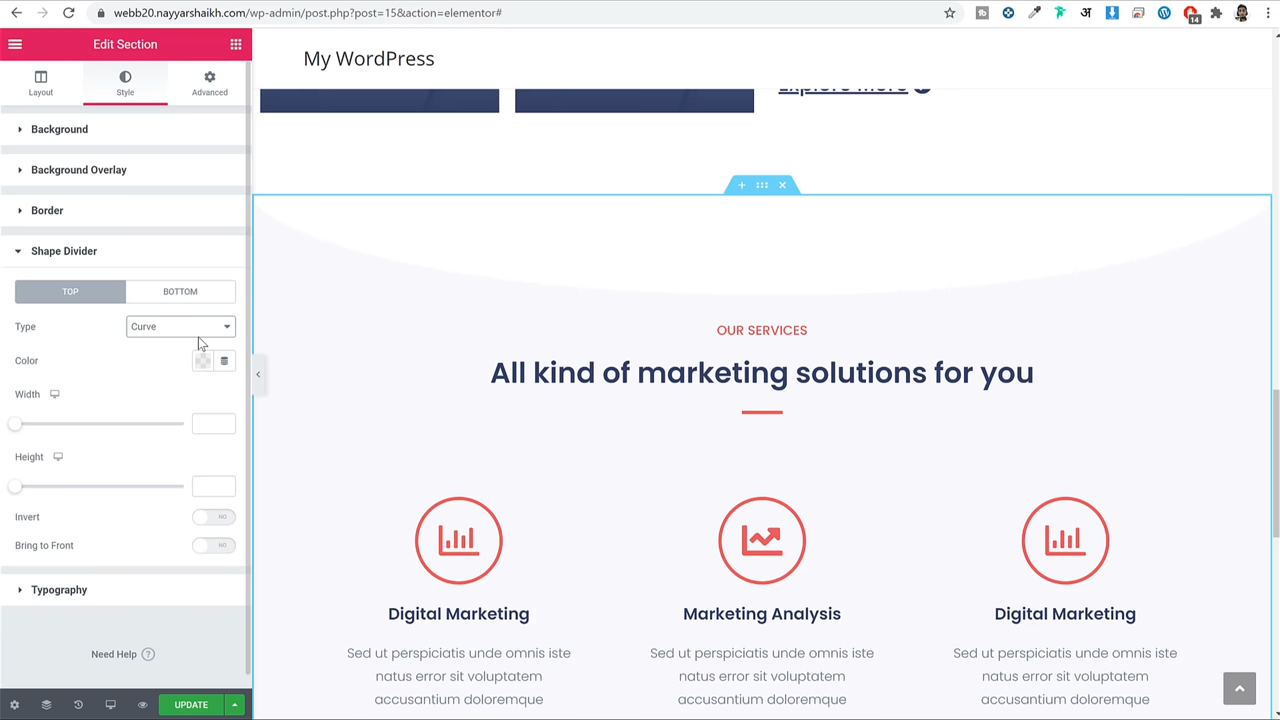 webb20.nayyarshaikh.com/wp-admin/post.php?post=15&action=elementor#
अ
14
Edit Section
Layout
Style
Advanced
Background
Background Overlay
Border
Shape Divider
TOP
BOTTOM
Type
Curve
Color
Width
Height
Invert
NO
Bring to Front
NO
Typography
Need Help ?
UPDATE
My WordPress
Explore More
OUR SERVICES
All kind of marketing solutions for you
Digital Marketing
Marketing Analysis
Digital Marketing
Sed ut perspiciatis unde omnis iste
natus error sit voluptatem
accusantium doloremque
Sed ut perspiciatis unde omnis iste
natus error sit voluptatem
accusantium doloremque
Sed ut perspiciatis unde omnis iste
natus error sit voluptatem
accusantium doloremque